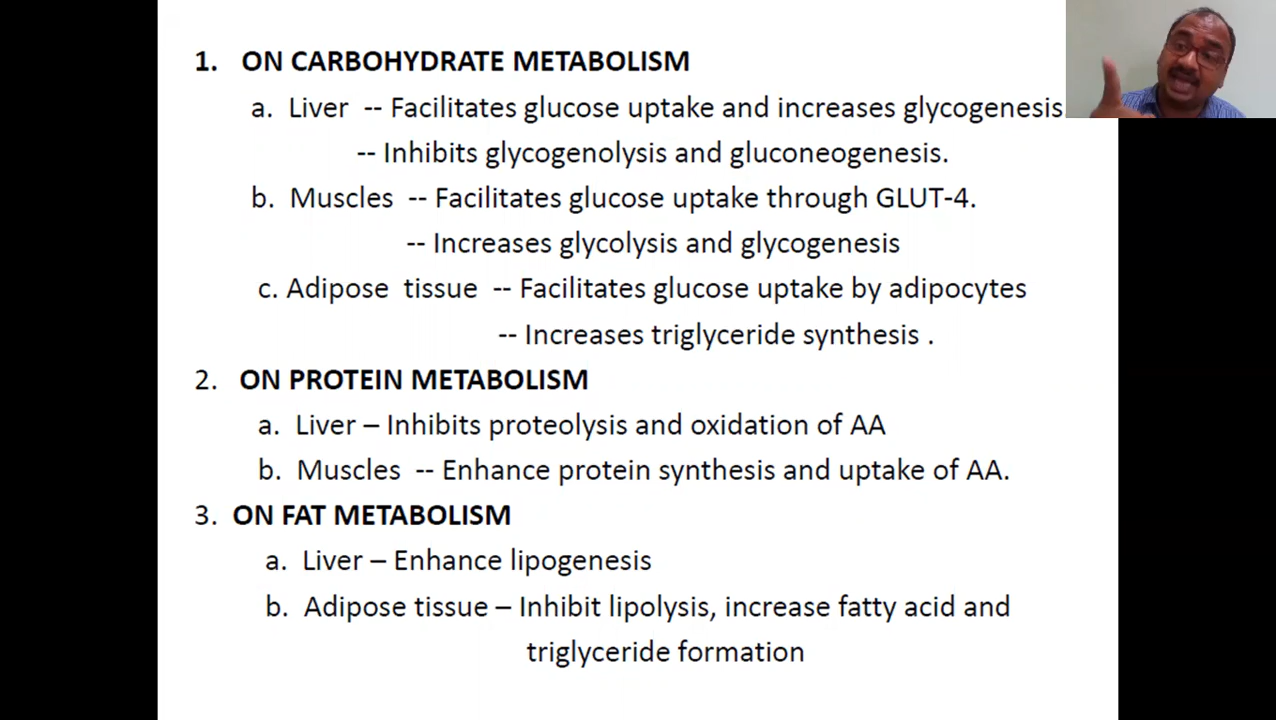 1. ON CARBOHYDRATE METABOLISM
a. Liver -- Facilitates glucose uptake and increases glycogenesis
-- Inhibits glycogenolysis and gluconeogenesis.
b. Muscles -- Facilitates glucose uptake through GLUT-4.
-- Increases glycolysis and glycogenesis
c. Adipose tissue -- Facilitates glucose uptake by adipocytes
-- Increases triglyceride synthesis .
2. ON PROTEIN METABOLISM
a. Liver – Inhibits proteolysis and oxidation of AA
b. Muscles -- Enhance protein synthesis and uptake of AA.
3. ON FAT METABOLISM
a. Liver – Enhance lipogenesis
b. Adipose tissue – Inhibit lipolysis, increase fatty acid and
triglyceride formation